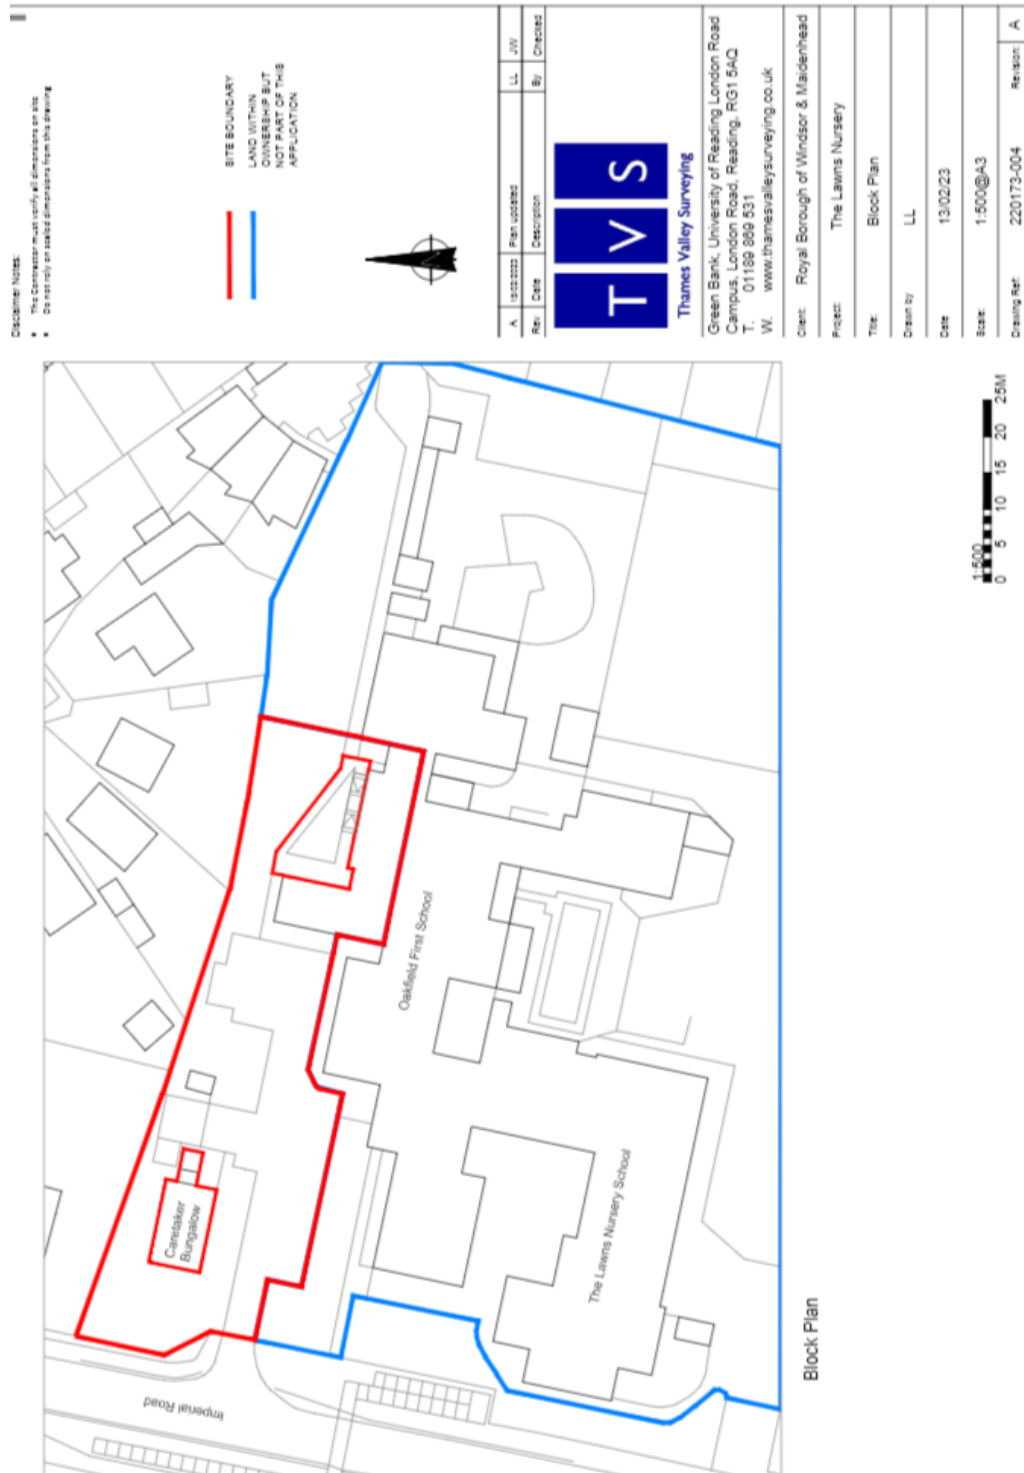 Disclaimer Notes:
The Contractor must verify all dimensions on site
Do not rely on scaled dimensions from this drawing
SITE BOUNDARY
LAND WITHIN
OWNERSHIP BUT
NOT PART OF THIS
APPLICATION
N
A Plan updated LL JW
Rev Date Description By Checked
T V S
Thames Valley Surveying
Green Bank, University of Reading London Road
Campus, London Road, Reading, RG1 5AQ
T. 01189 869 531
W. www.thamesvalleysurveying.co.uk
Client: Royal Borough of Windsor & Maidenhead
Project: The Lawns Nursery
Title: Block Plan
Drawn by LL
Date 13/02/23
Scale: 1:500@A3
Drawing Ref: 220173-004 Revision: A
Imperial Road
Caretaker
Bungalow
Oakfield First School
The Lawns Nursery School
Block Plan
1:500
0 5 10 15 20 25M